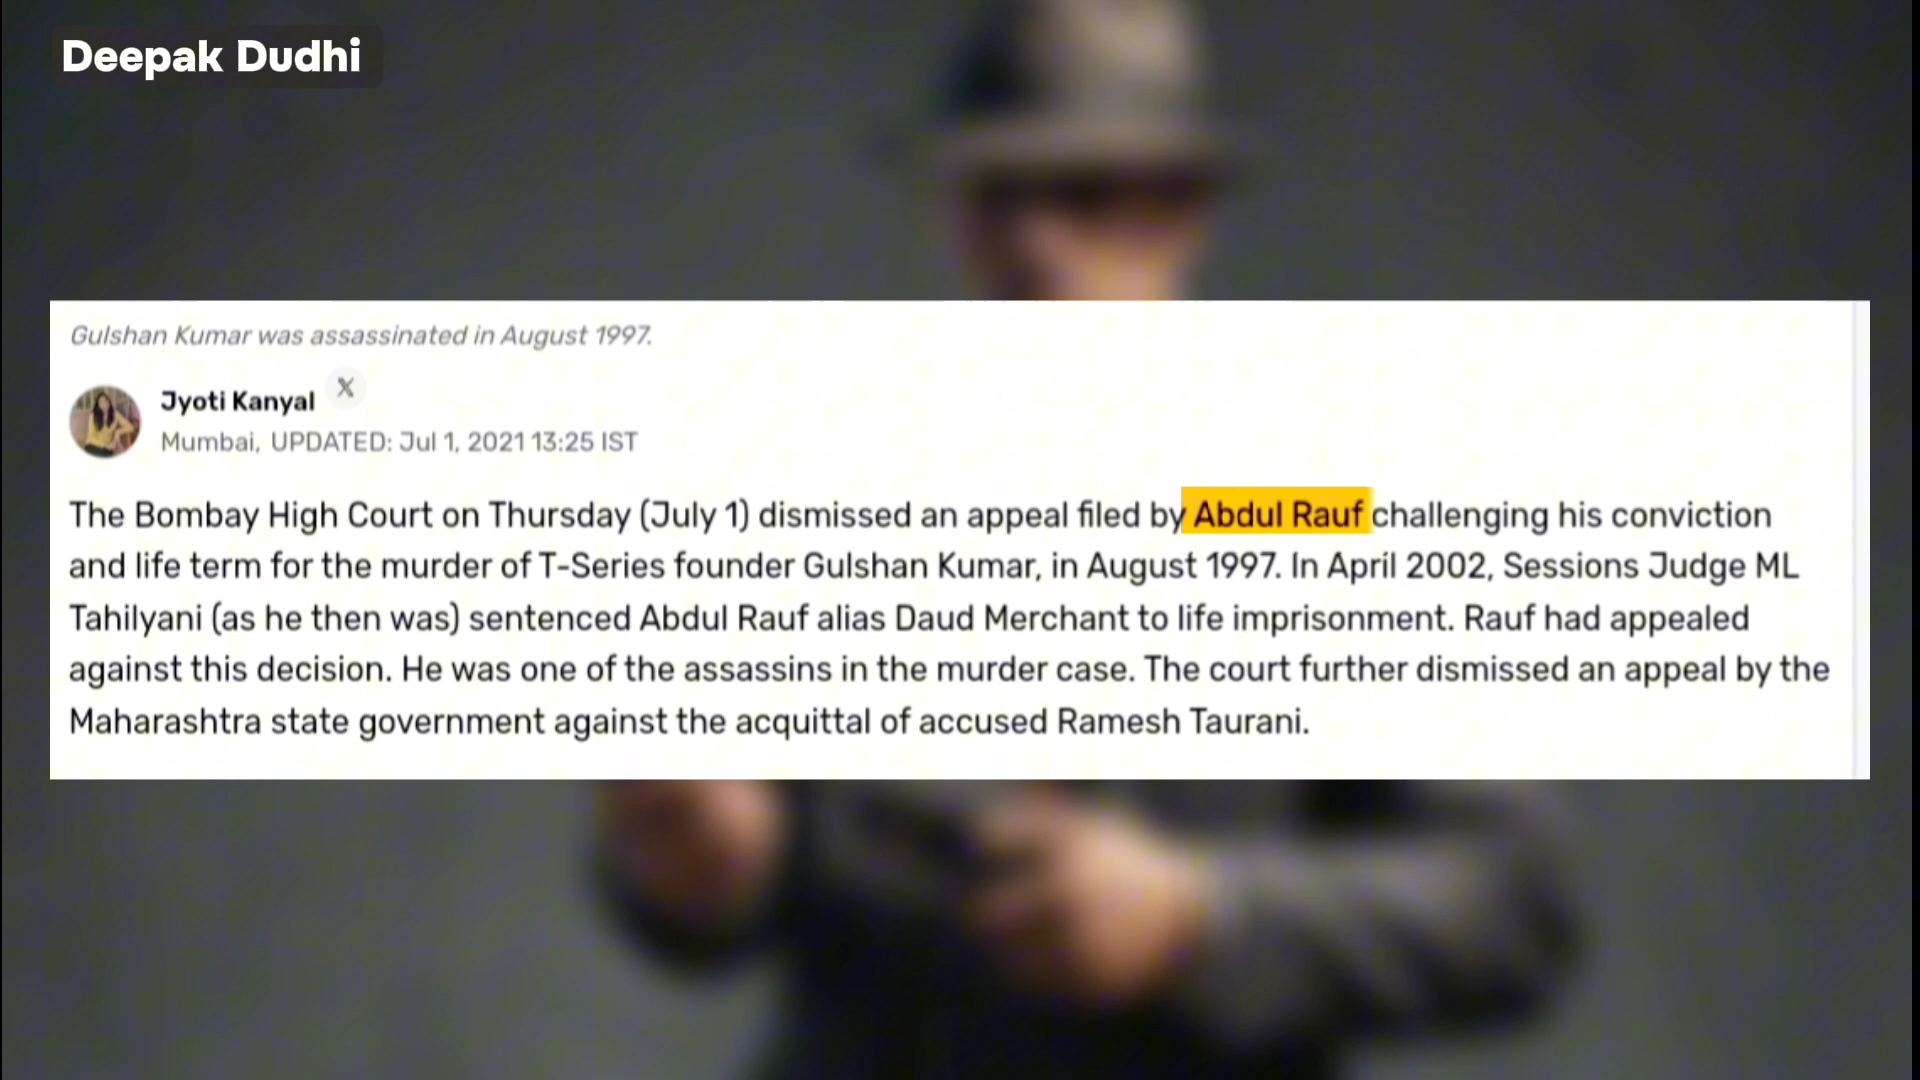 Deepak Dudhi
Gulshan Kumar was assassinated in August 1997.
Jyoti Kanyal
Mumbai, UPDATED: Jul 1, 2021 13:25 IST
The Bombay High Court on Thursday (July 1) dismissed an appeal filed by Abdul Rauf challenging his conviction
and life term for the murder of T-Series founder Gulshan Kumar, in August 1997. In April 2002, Sessions Judge ML
Tahilyani (as he then was) sentenced Abdul Rauf alias Daud Merchant to life imprisonment. Rauf had appealed
against this decision. He was one of the assassins in the murder case. The court further dismissed an appeal by the
Maharashtra state government against the acquittal of accused Ramesh Taurani.